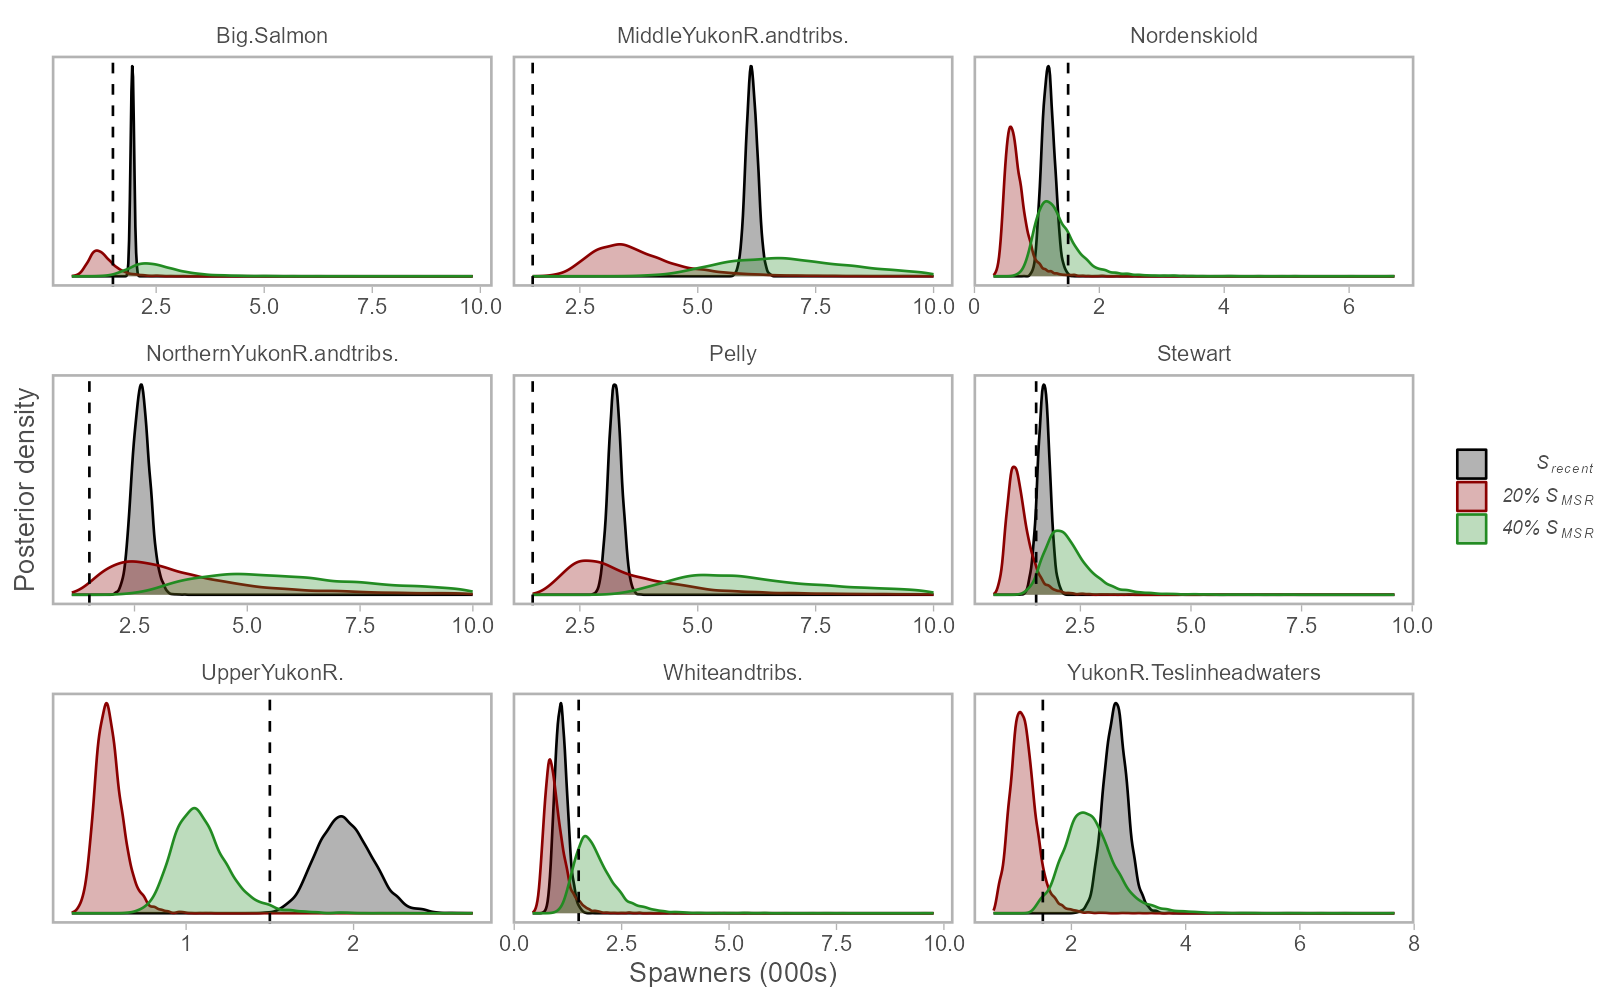 Big.Salmon
MiddleYukonR.andtribs.
Nordenskiold
2.5 5.0 7.5 10.0
2.5 5.0 7.5 10.0
0 2 4 6
NorthernYukonR.andtribs.
Pelly
Stewart
Posterior density
2.5 5.0 7.5 10.0
2.5 5.0 7.5 10.0
2.5 5.0 7.5 10.0
S recent
20% S MSR
40% S MSR
UpperYukonR.
Whiteandtribs.
YukonR.Teslinheadwaters
1 2
0.0 2.5 5.0 7.5 10.0
2 4 6 8
Spawners (000s)